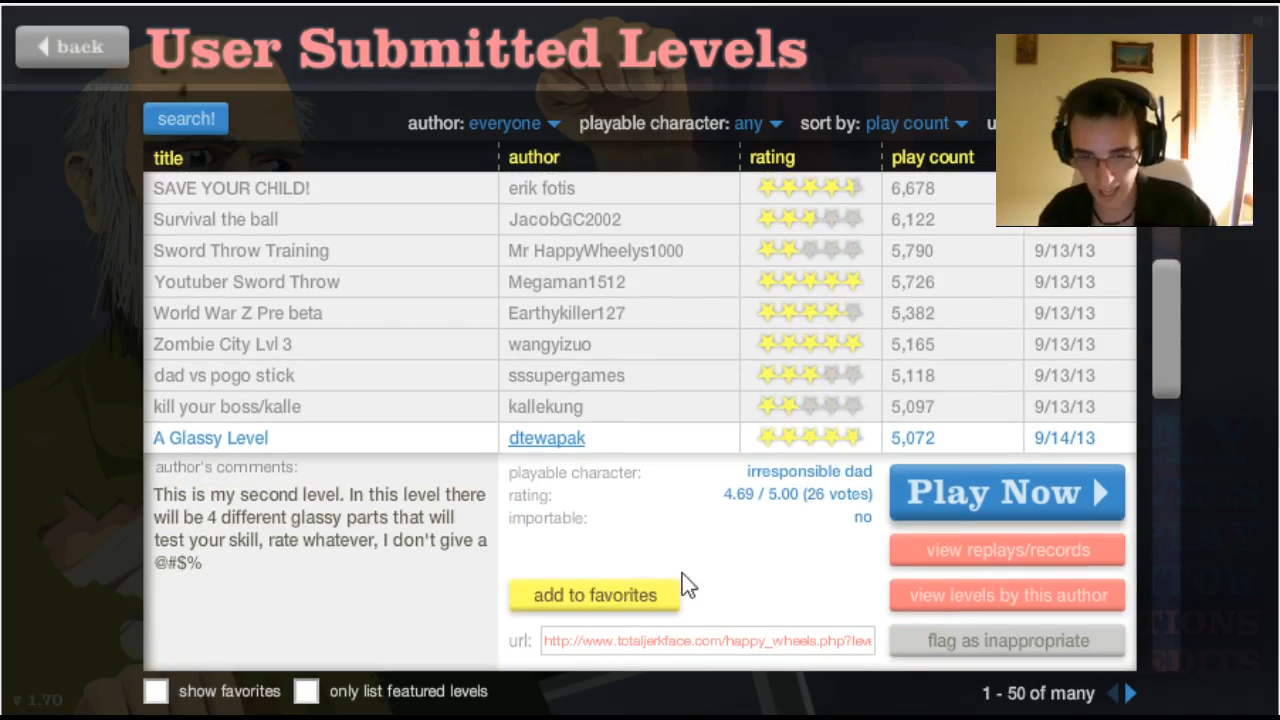 back
User Submitted Levels
search!
author: everyone playable character: any sort by: play count u
title author rating play count
SAVE YOUR CHILD! erik fotis 6,678
Survival the ball JacobGC2002 6,122
Sword Throw Training Mr HappyWheelys1000 5,790 9/13/13
Youtuber Sword Throw Megaman1512 5,726 9/13/13
World War Z Pre beta Earthykiller127 5,382 9/13/13
Zombie City Lvl 3 wangyizuo 5,165 9/13/13
dad vs pogo stick sssupergames 5,118 9/13/13
kill your boss/kalle kallekung 5,097 9/13/13
A Glassy Level dtewapak 5,072 9/14/13
author's comments:
This is my second level. In this level there
will be 4 different glassy parts that will
test your skill, rate whatever, I don't give a
@#$%
playable character: irresponsible dad
rating: 4.69 / 5.00 (26 votes)
importable: no
add to favorites
url: http://www.totaljerkface.com/happy_wheels.php?leve
Play Now
view replays/records
view levels by this author
flag as inappropriate
show favorites only list featured levels
1 - 50 of many
v 1.70